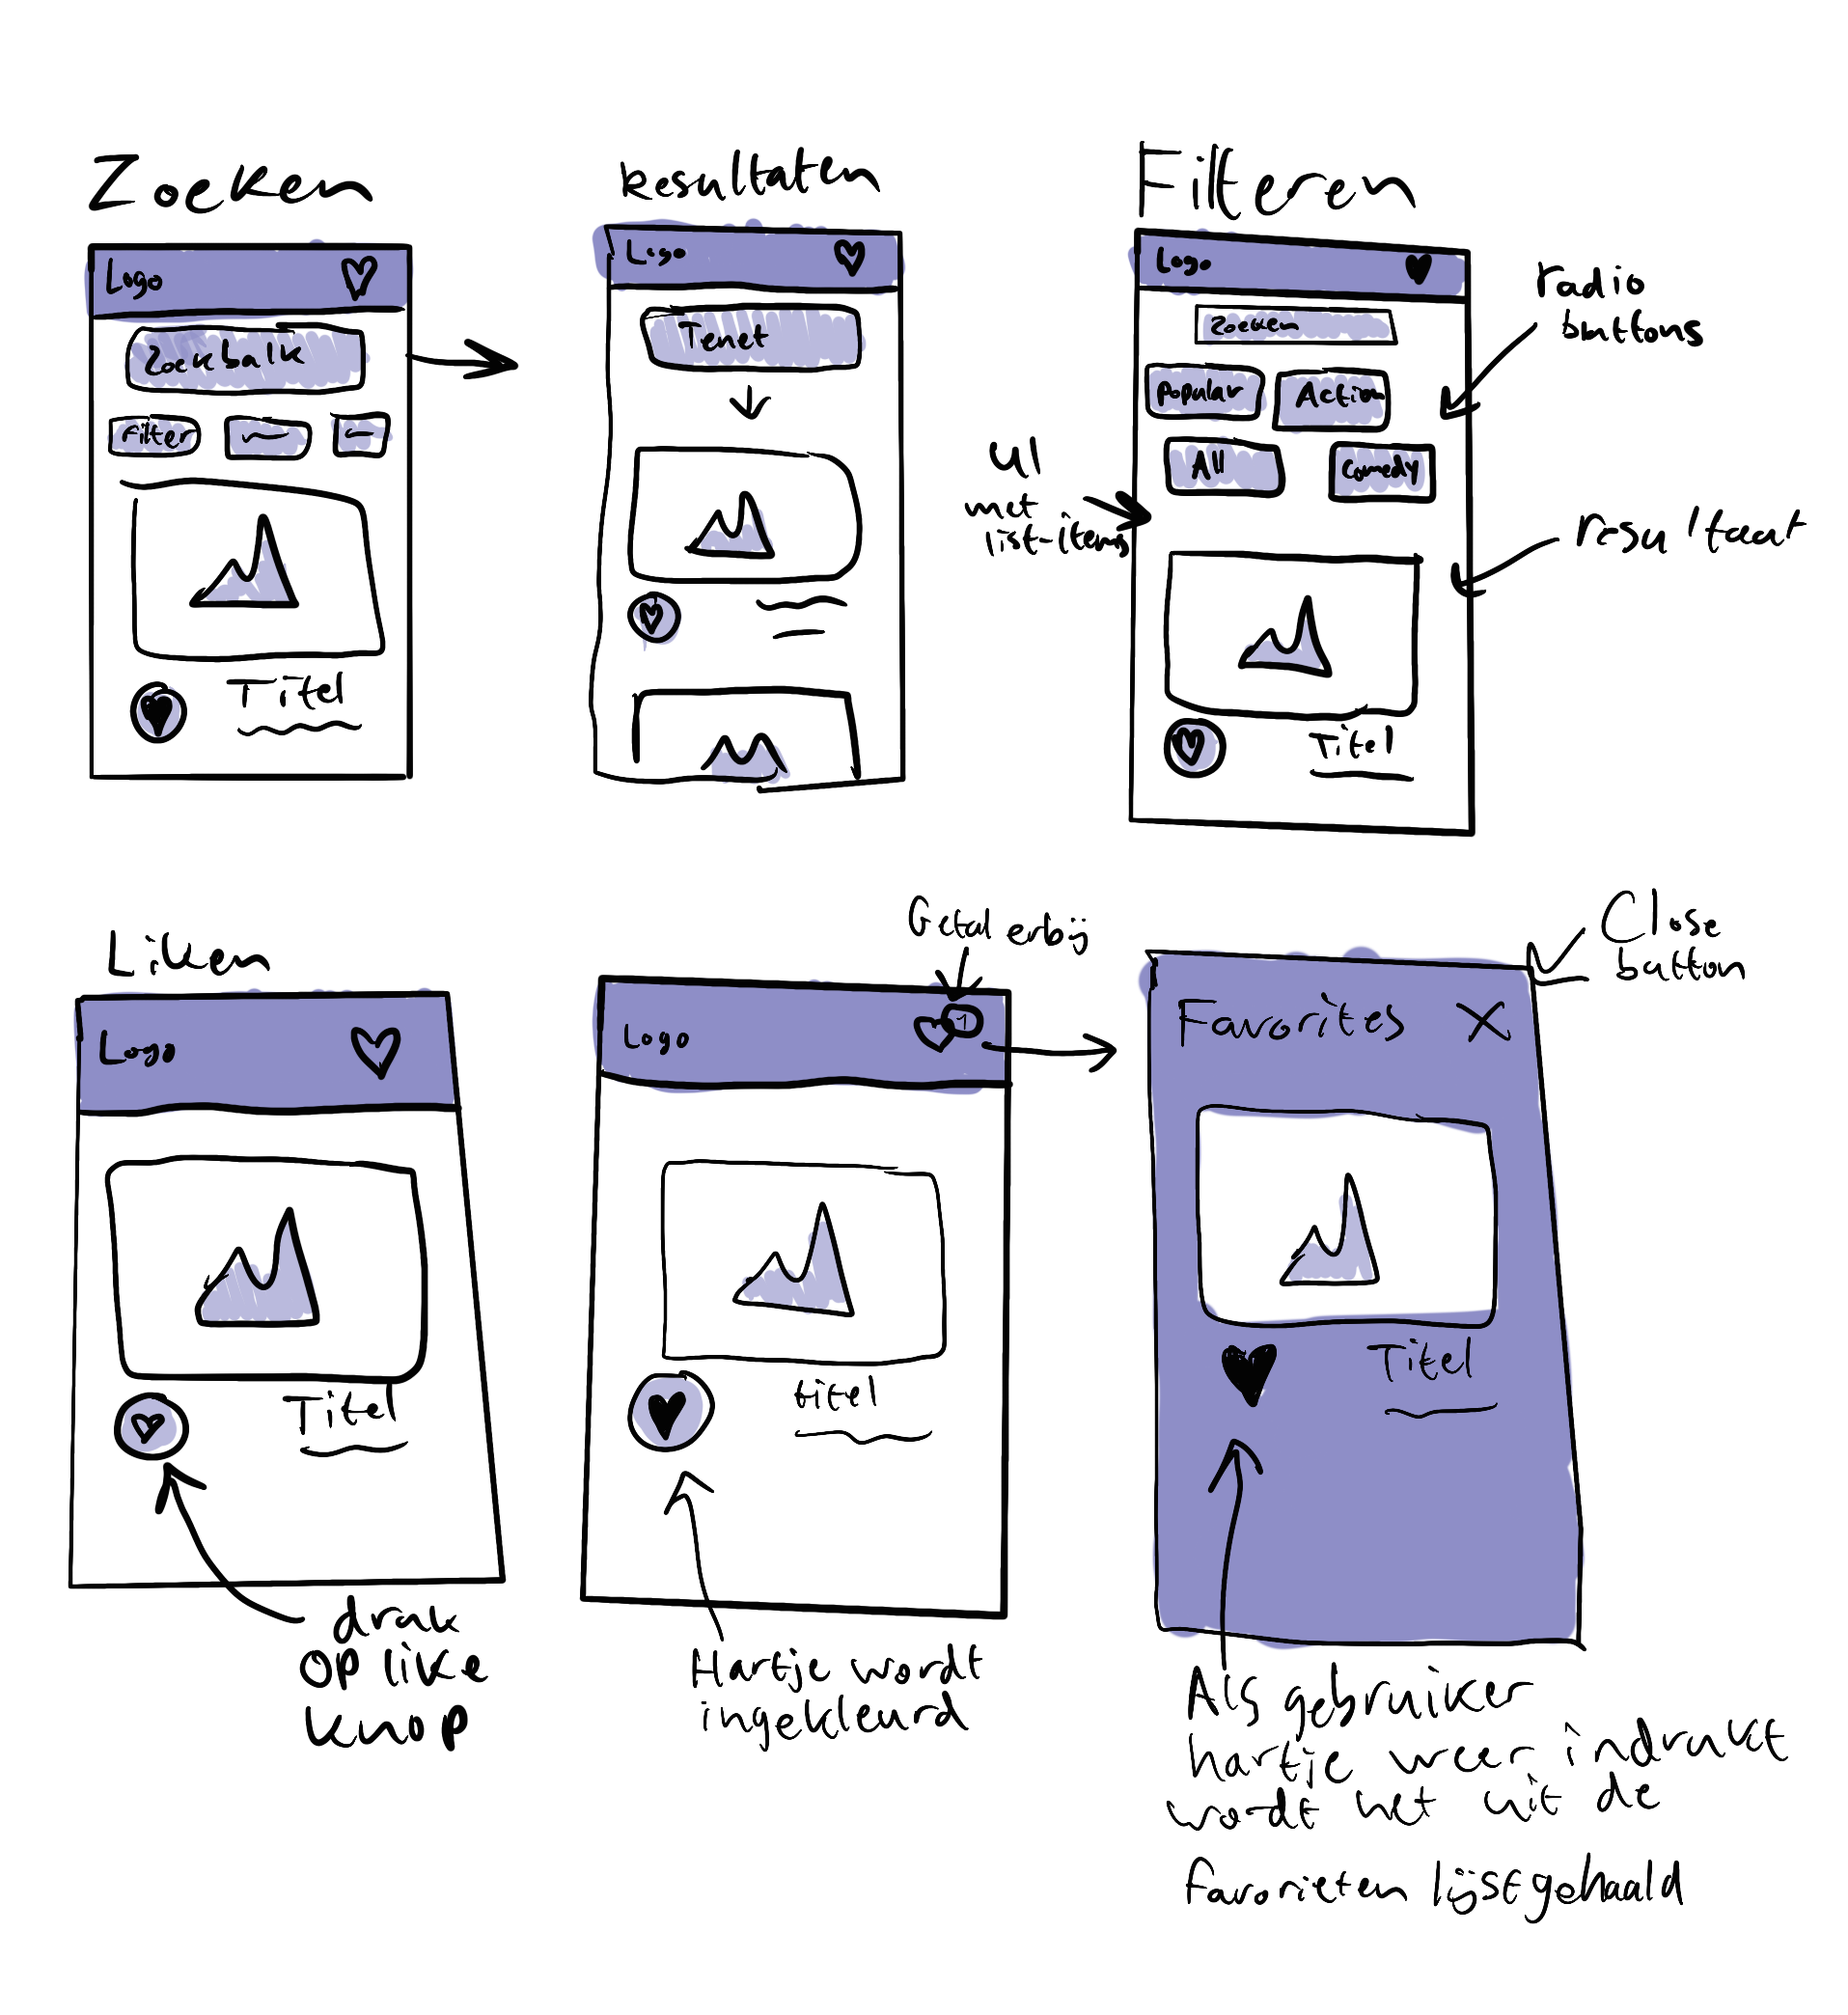 Zoeken
Logo
Zoekbalk
Filter
Titel
Resultaten
Logo
Tenet
Filteren
Logo
Zoeken
Popular
Action
All
Comedy
Titel
radio
buttons
ul
met
list-items
resultaat
Liken
Logo
Titel
druk
op like
knop
Getal erbij
Logo
1
titel
Hartje wordt
ingekleurd
Close
button
Favorites X
Titel
Als gebruiker
hartje weer indrukt
wordt het uit de
favorieten lijst gehaald